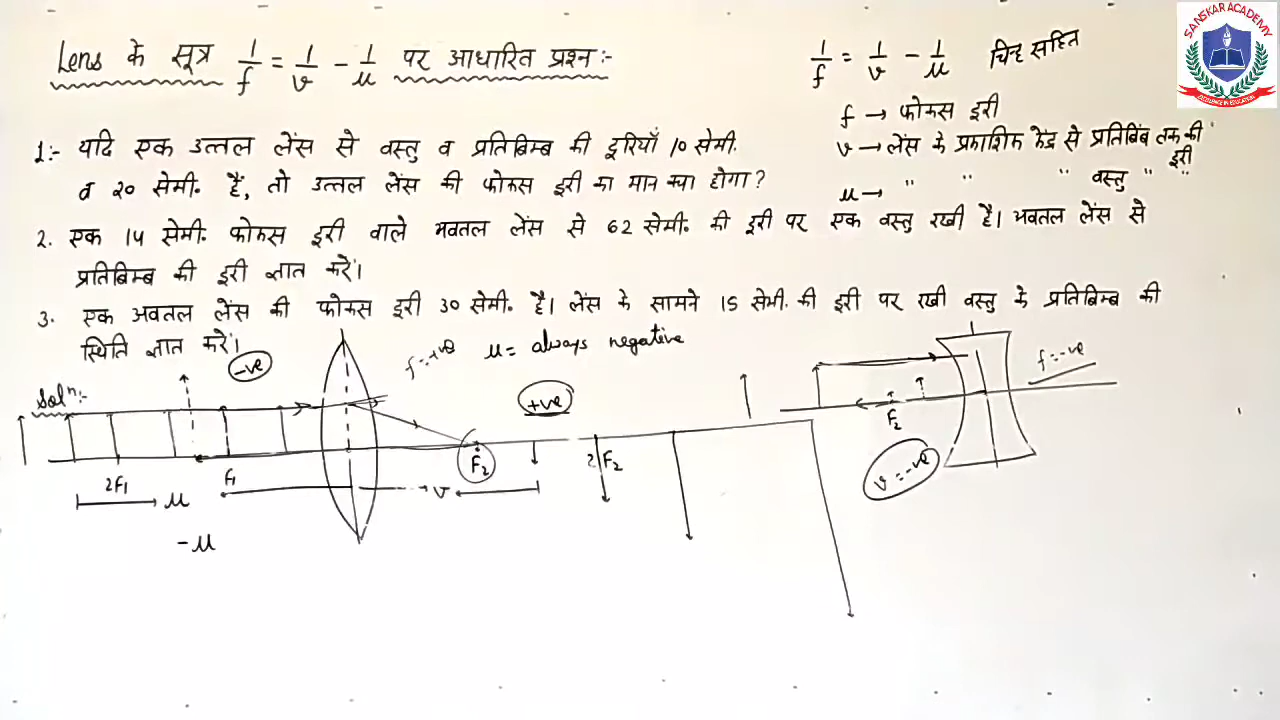 Lens के सूत्र 1/f = 1/v - 1/u पर आधारित प्रश्न:-
1/f = 1/v - 1/u चिन्ह सहित
f → फोकस दूरी
v → लेंस के प्रकाशिक केंद्र से प्रतिबिंब तक की दूरी
u → " " " वस्तु " "
1:- यदि एक उत्तल लेंस से वस्तु व प्रतिबिम्ब की दूरियाँ 10 सेमी.
व 20 सेमी. हैं, तो उत्तल लेंस की फोकस दूरी का मान क्या होगा?
2. एक 14 सेमी. फोकस दूरी वाले अवतल लेंस से 62 सेमी. की दूरी पर एक वस्तु रखी है। अवतल लेंस से
प्रतिबिम्ब की दूरी ज्ञात करें।
3. एक अवतल लेंस की फोकस दूरी 30 सेमी. है। लेंस के सामने 15 सेमी. की दूरी पर रखी वस्तु के प्रतिबिम्ब की
स्थिति ज्ञात करें।
u = always negative
-ve
f=+ve
f=-ve
Solⁿ:-
+ve
F2
F2
2F2
2F1
F1
v=-ve
u
v
-u
SANSKAR ACADEMY
EXCELLENCE IN EDUCATION